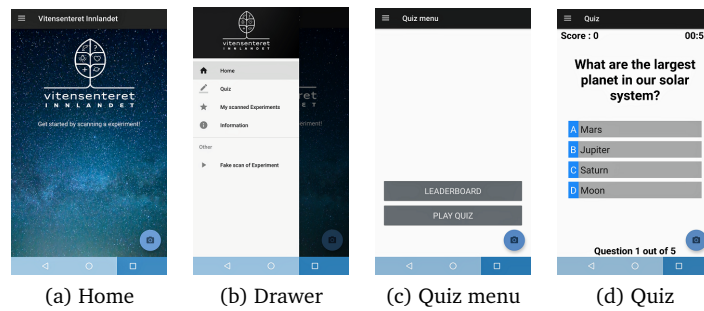 Vitensenteret Innlandet
vitensenteret
INNLANDET
Get started by scanning a experiment!
(a) Home
vitensenteret
INNLANDET
Home
Quiz
My scanned Experiments
Information
Other
Fake scan of Experiment
ret
eriment!
(b) Drawer
Quiz menu
LEADERBOARD
PLAY QUIZ
(c) Quiz menu
Quiz
Score : 0 00:5
What are the largest
planet in our solar
system?
A Mars
B Jupiter
C Saturn
D Moon
Question 1 out of 5
(d) Quiz